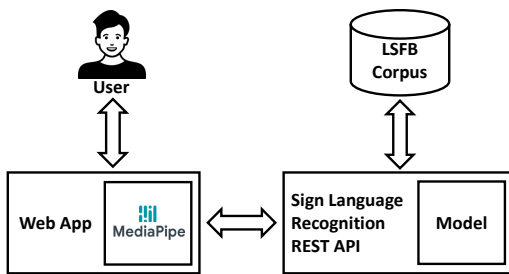 User
LSFB
Corpus
Web App
MediaPipe
Sign Language
Recognition
REST API
Model